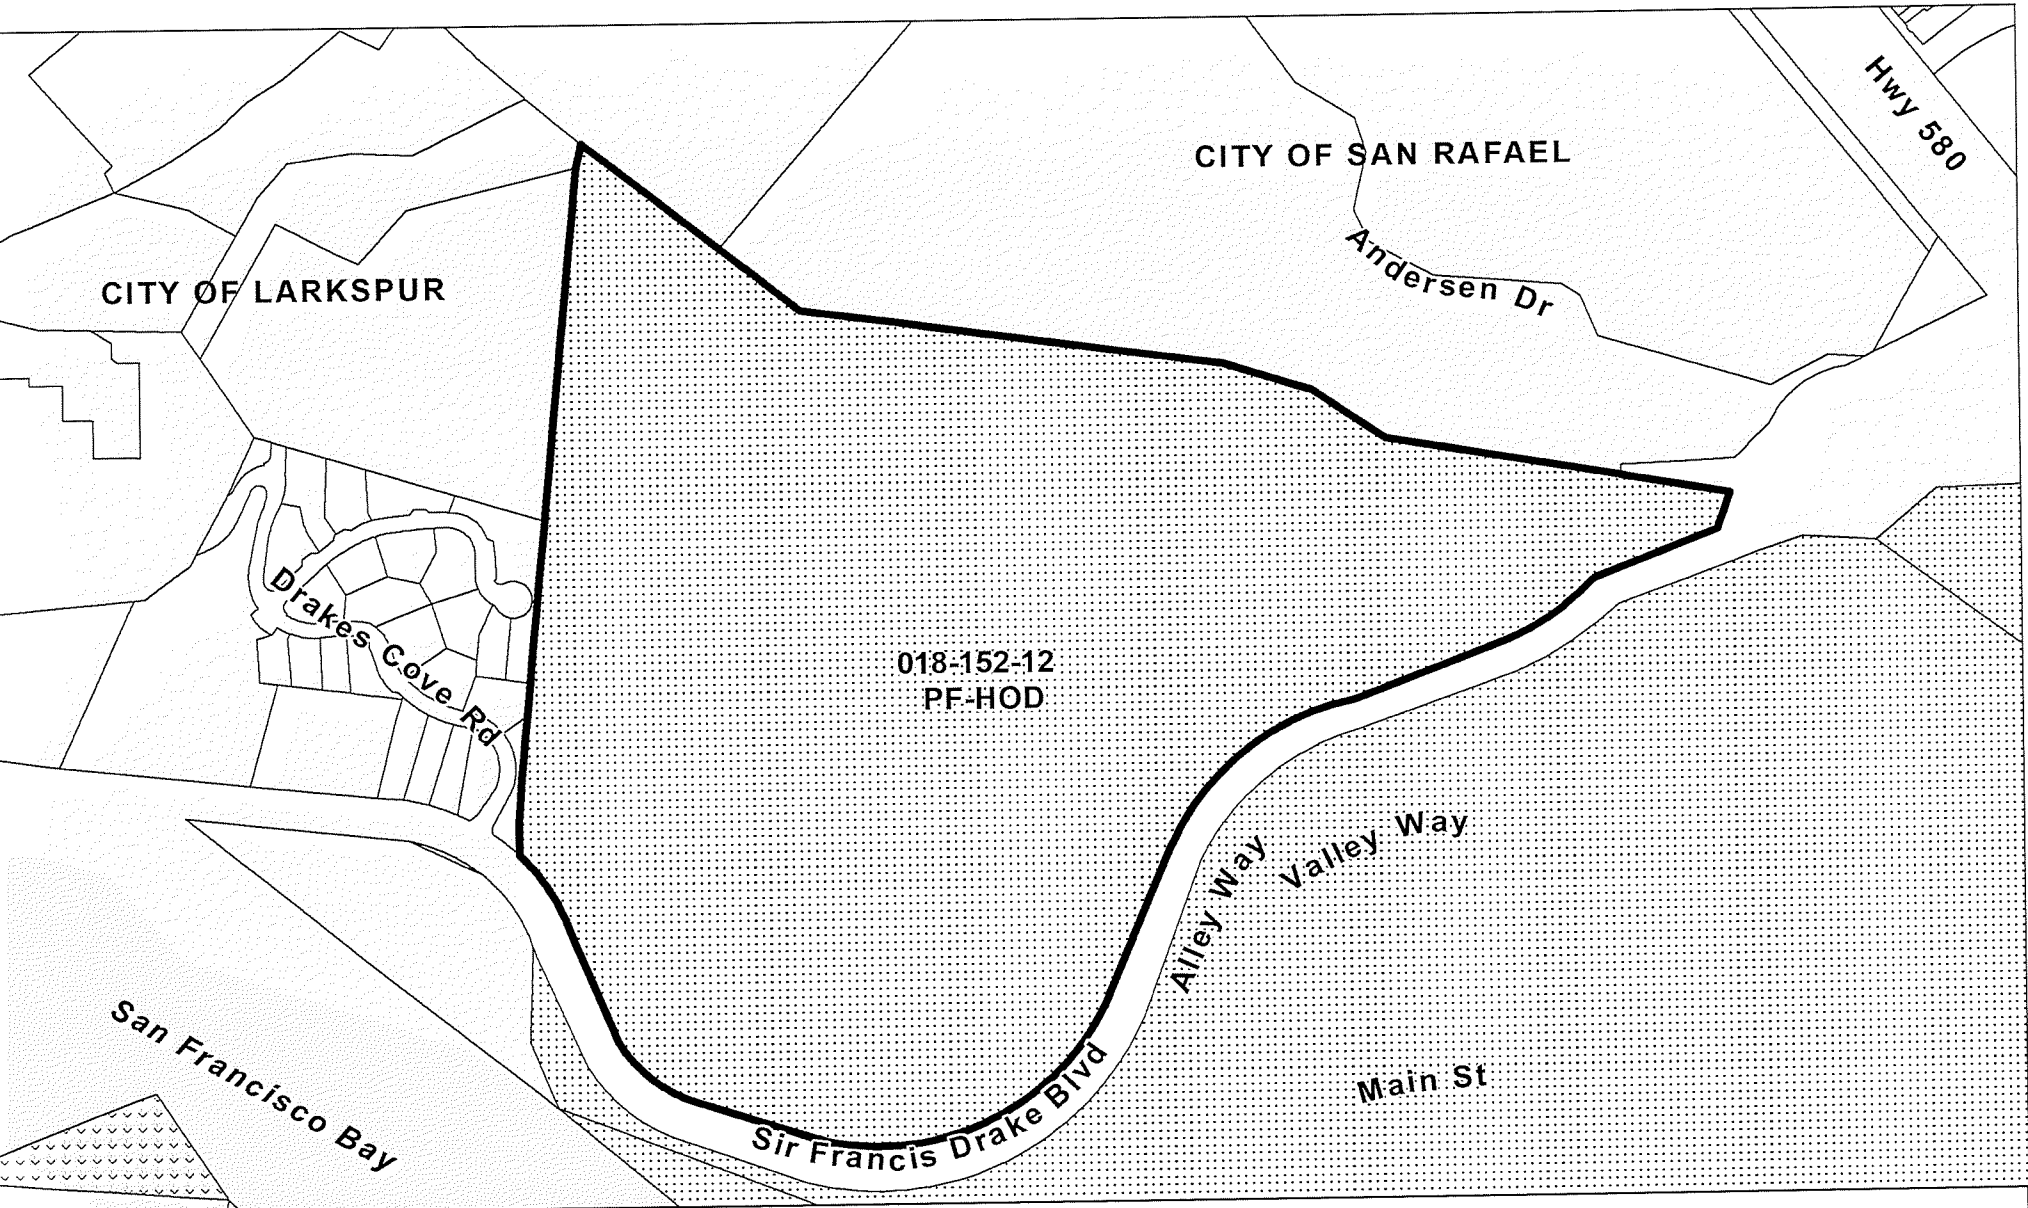 Hwy 580
CITY OF SAN RAFAEL
Andersen Dr
CITY OF LARKSPUR
Drakes Cove Rd
018-152-12
PF-HOD
Valley Way
Alley Way
San Francisco Bay
Main St
Sir Francis Drake Blvd